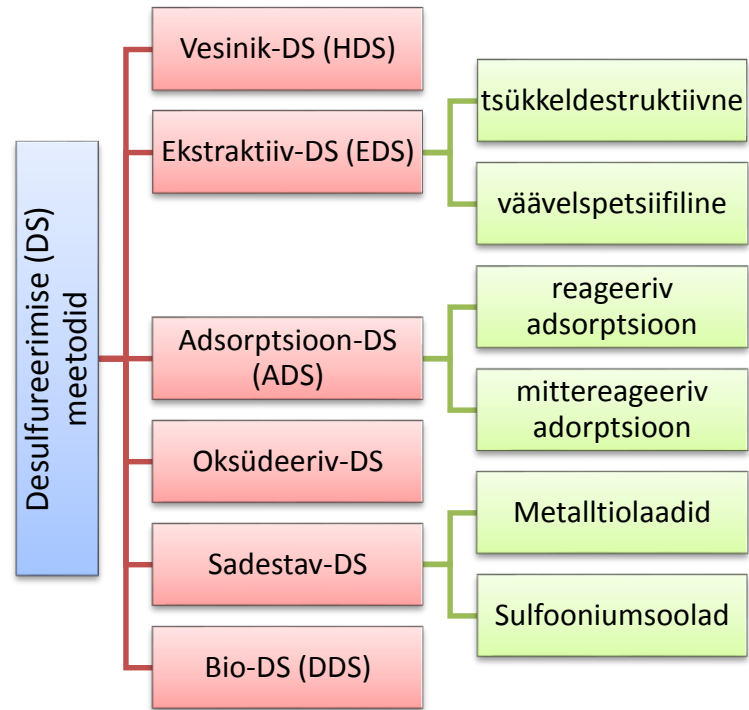 Desulfureerimise (DS)
meetodid
Vesinik-DS (HDS)
Ekstraktiiv-DS (EDS)
tsükkeldestruktiivne
väävelspetsiifiline
Adsorptsioon-DS
(ADS)
reageeriv
adsorptsioon
mittereageeriv
adorptsioon
Oksüdeeriv-DS
Sadestav-DS
Metalltiolaadid
Sulfooniumsoolad
Bio-DS (DDS)